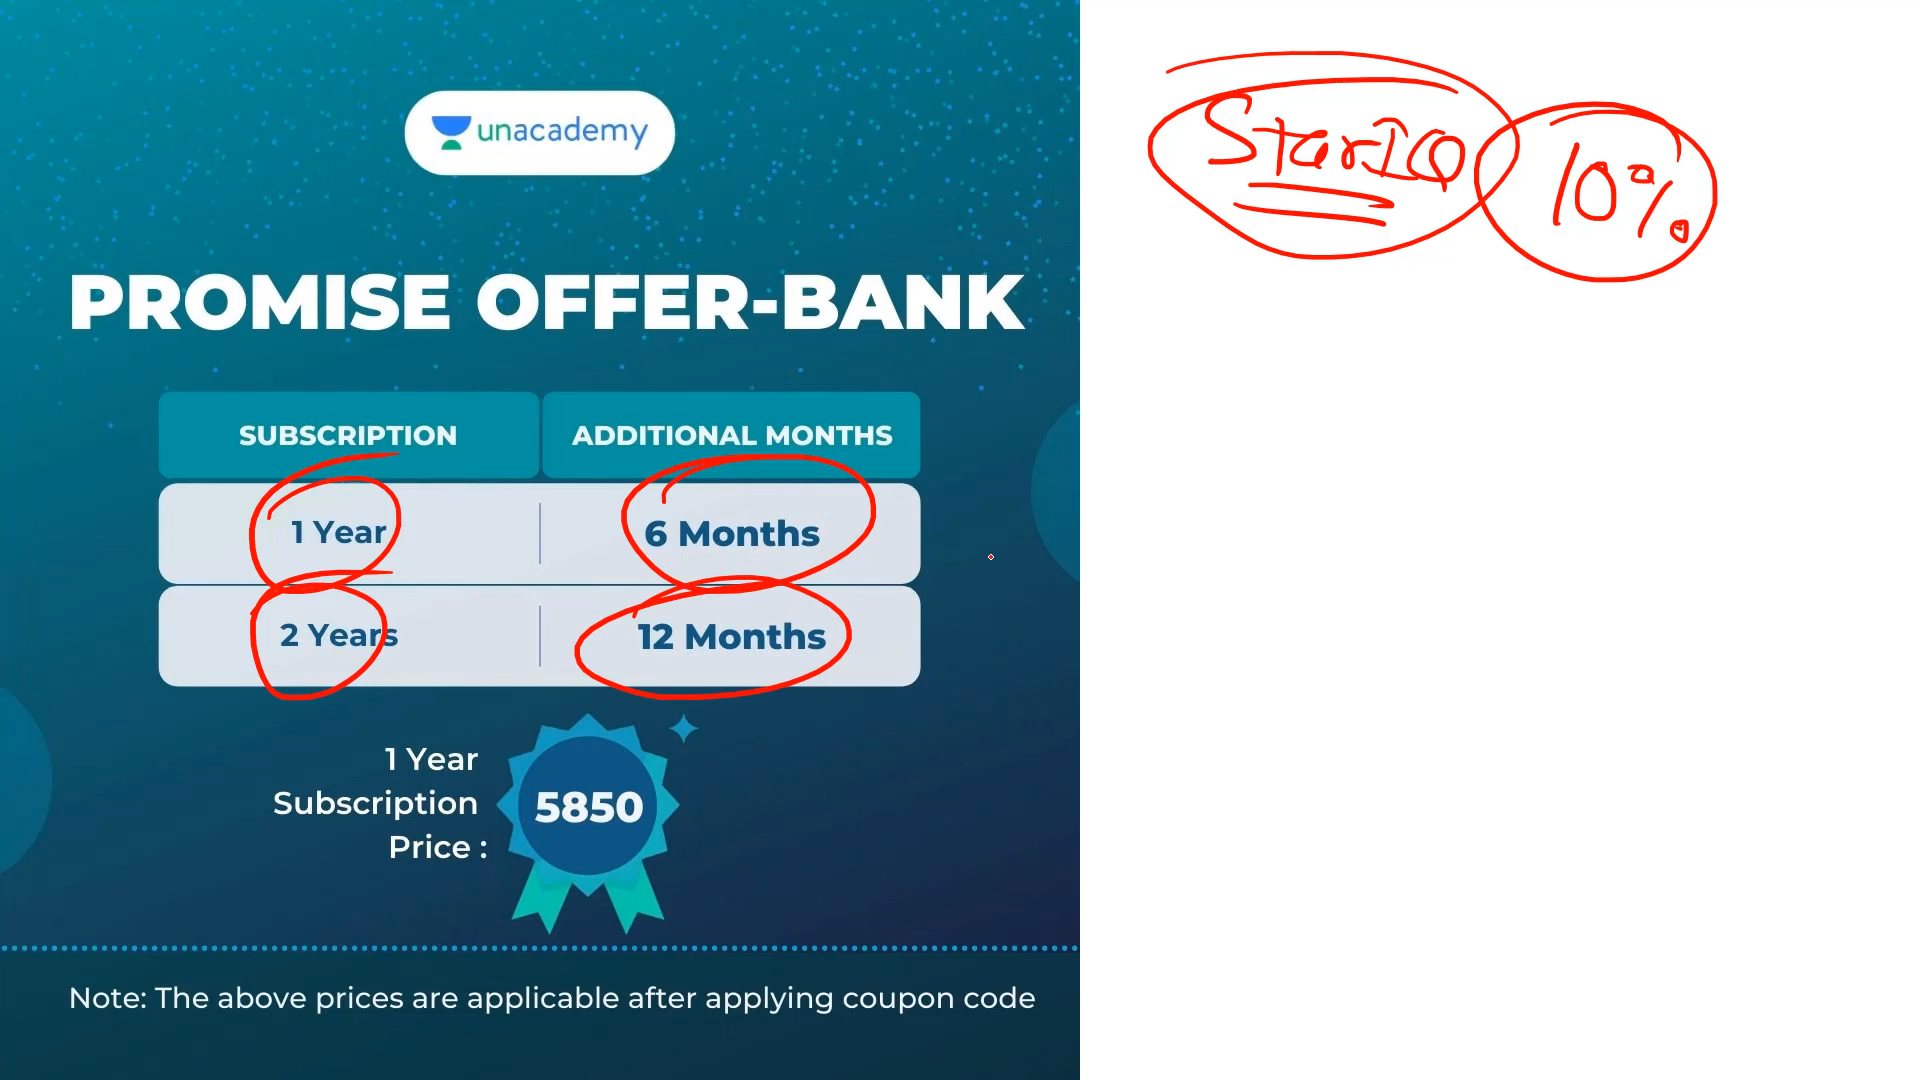 unacademy
PROMISE OFFER-BANK
SUBSCRIPTION ADDITIONAL MONTHS
1 Year 6 Months
2 Years 12 Months
1 Year
Subscription
Price :
5850
Note: The above prices are applicable after applying coupon code
StarIQ 10%